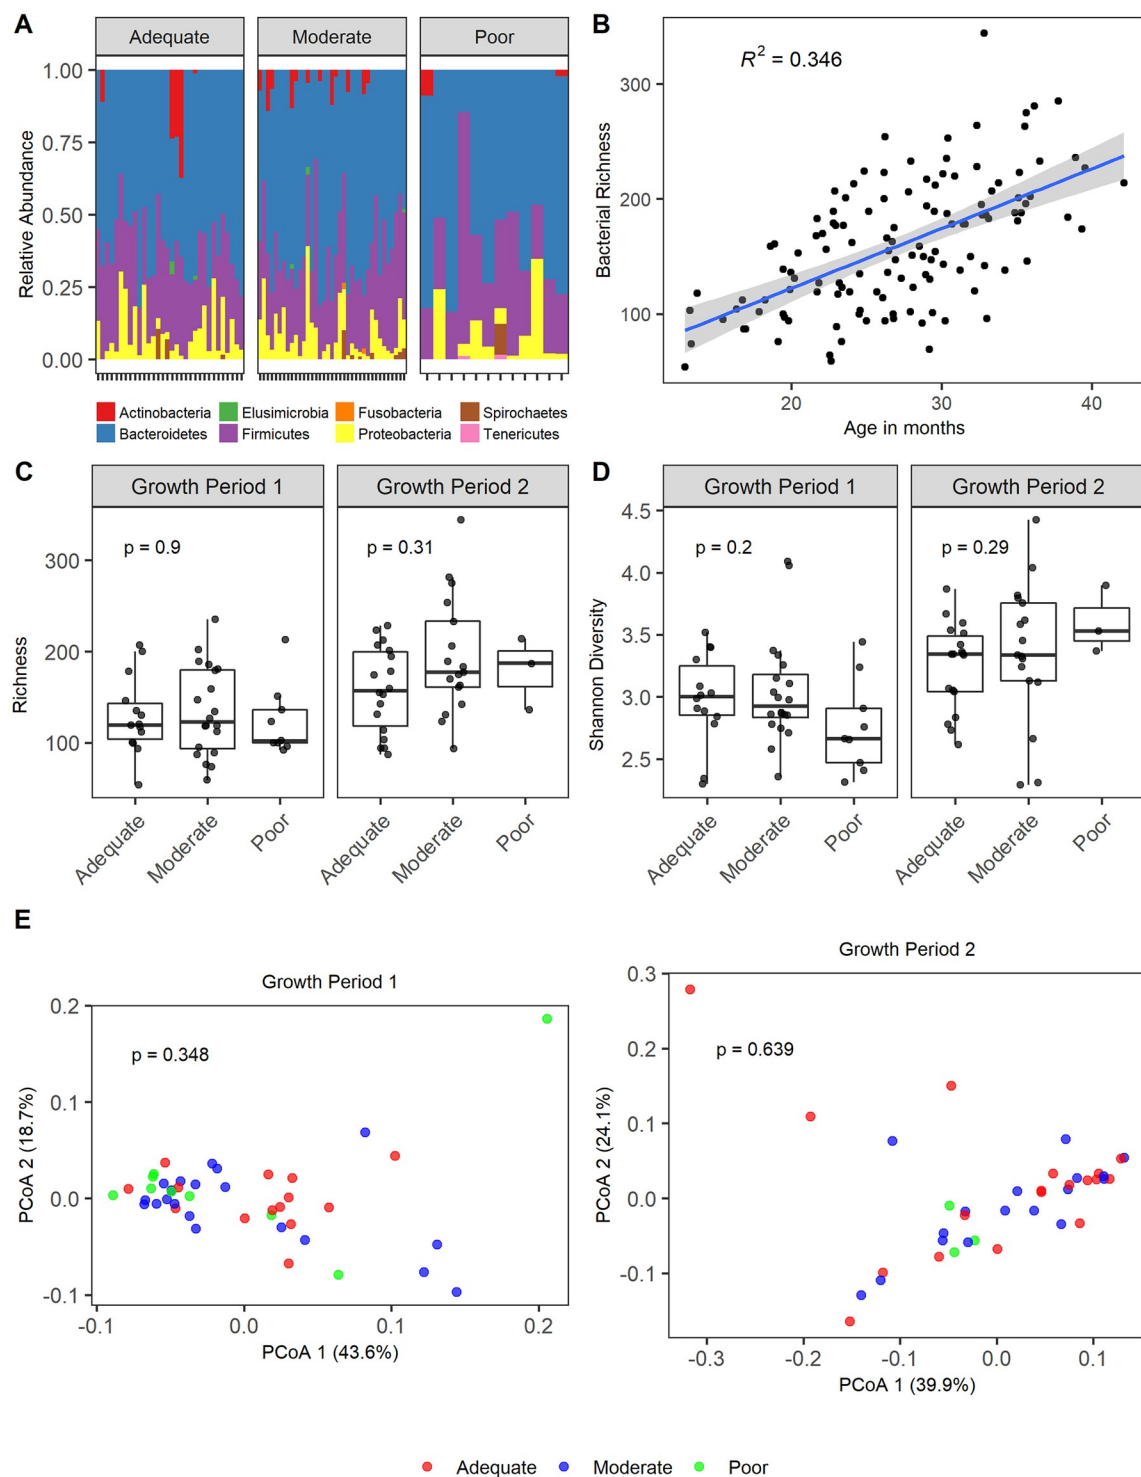 A
Adequate
Moderate
Poor
1.00
0.75
0.50
0.25
0.00
Relative Abundance
Actinobacteria
Elusimicrobia
Fusobacteria
Spirochaetes
Bacteroidetes
Firmicutes
Proteobacteria
Tenericutes
B
R² = 0.346
300
200
100
Bacterial Richness
20
30
40
Age in months
C
Growth Period 1
Growth Period 2
p = 0.9
p = 0.31
300
200
100
Richness
Adequate
Moderate
Poor
Adequate
Moderate
Poor
D
Growth Period 1
Growth Period 2
p = 0.2
p = 0.29
4.5
4.0
3.5
3.0
2.5
Shannon Diversity
Adequate
Moderate
Poor
Adequate
Moderate
Poor
E
Growth Period 1
p = 0.348
0.2
0.1
0.0
-0.1
PCoA 2 (18.7%)
-0.1
0.0
0.1
0.2
PCoA 1 (43.6%)
Growth Period 2
p = 0.639
0.3
0.2
0.1
0.0
-0.1
PCoA 2 (24.1%)
-0.3
-0.2
-0.1
0.0
0.1
PCoA 1 (39.9%)
Adequate
Moderate
Poor